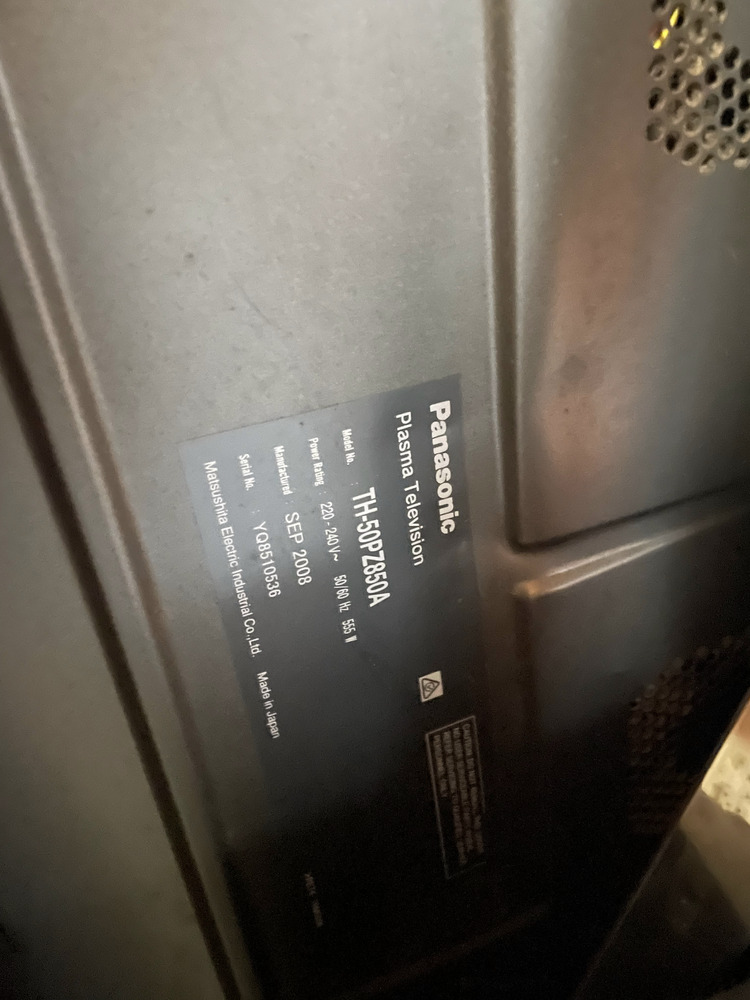 Panasonic
Plasma Television
Model No. : TH-50PZ850A
Power Rating : 220 - 240 V~ 50/60 Hz 555 W
Manufactured : SEP 2008
Serial No. : YQ8510536
Matsushita Electric Industrial Co.,Ltd. Made in Japan